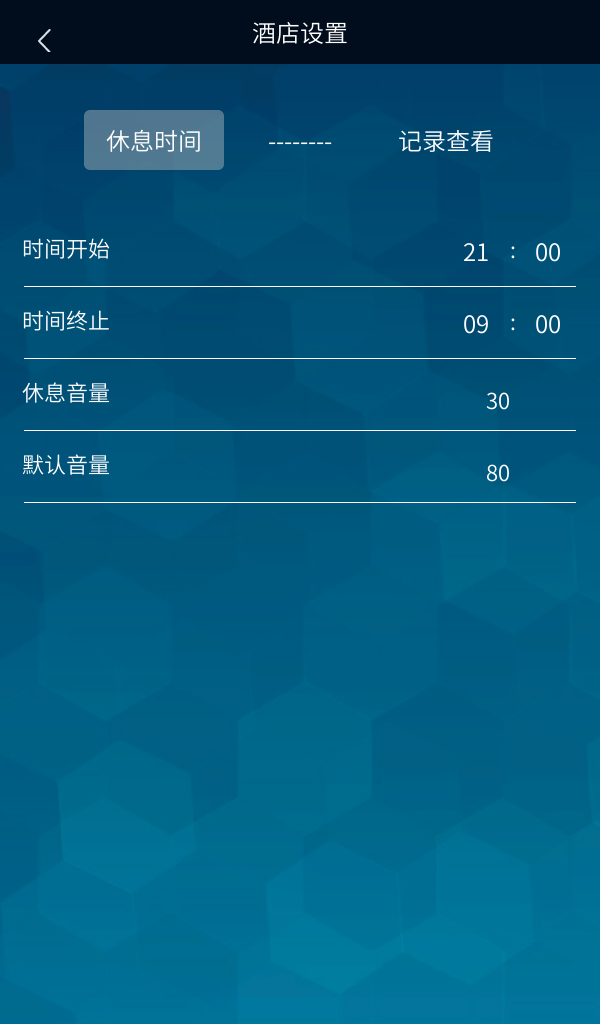 酒店设置
休息时间 -------- 记录查看
时间开始 21 : 00
时间终止 09 : 00
休息音量 30
默认音量 80